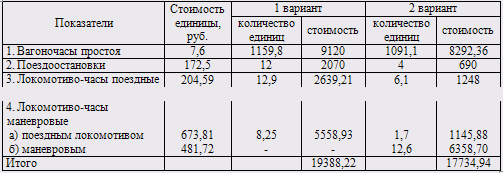 Показатели Стоимость единицы, руб. 1 вариант 2 вариант
количество единиц стоимость количество единиц стоимость
1. Вагоночасы простоя 7,6 1159,8 9120 1091,1 8292,36
2. Поездоостановки 172,5 12 2070 4 690
3. Локомотиво-часы поездные 204,59 12,9 2639,21 6,1 1248
4. Локомотиво-часы
маневровые
а) поездным локомотивом 673,81 8,25 5558,93 1,7 1145,88
б) маневровым 481,72 - - 12,6 6358,70
Итого 19388,22 17734,94